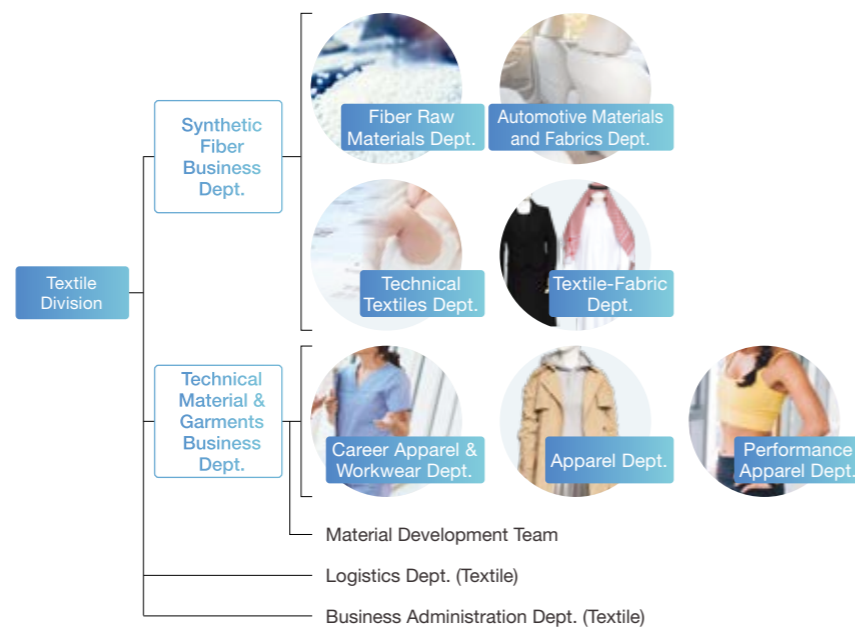 Textile
Division
Synthetic
Fiber
Business
Dept.
Fiber Raw
Materials Dept.
Automotive Materials
and Fabrics Dept.
Technical
Textiles Dept.
Textile-Fabric
Dept.
Technical
Material &
Garments
Business
Dept.
Career Apparel &
Workwear Dept.
Apparel Dept.
Performance
Apparel Dept.
Material Development Team
Logistics Dept. (Textile)
Business Administration Dept. (Textile)